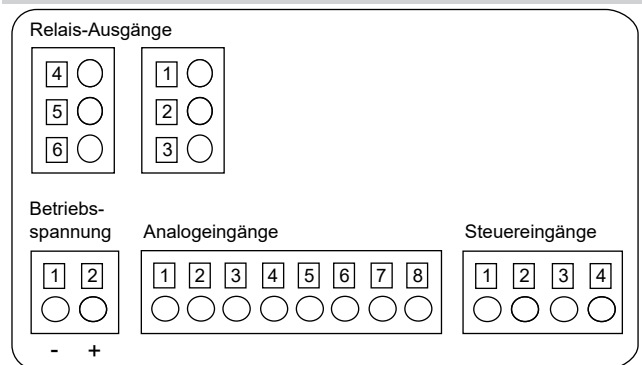 Relais-Ausgänge
4 1
5 2
6 3
Betriebs-
spannung Analogeingänge Steuereingänge
1 2 1 2 3 4 5 6 7 8 1 2 3 4
- +